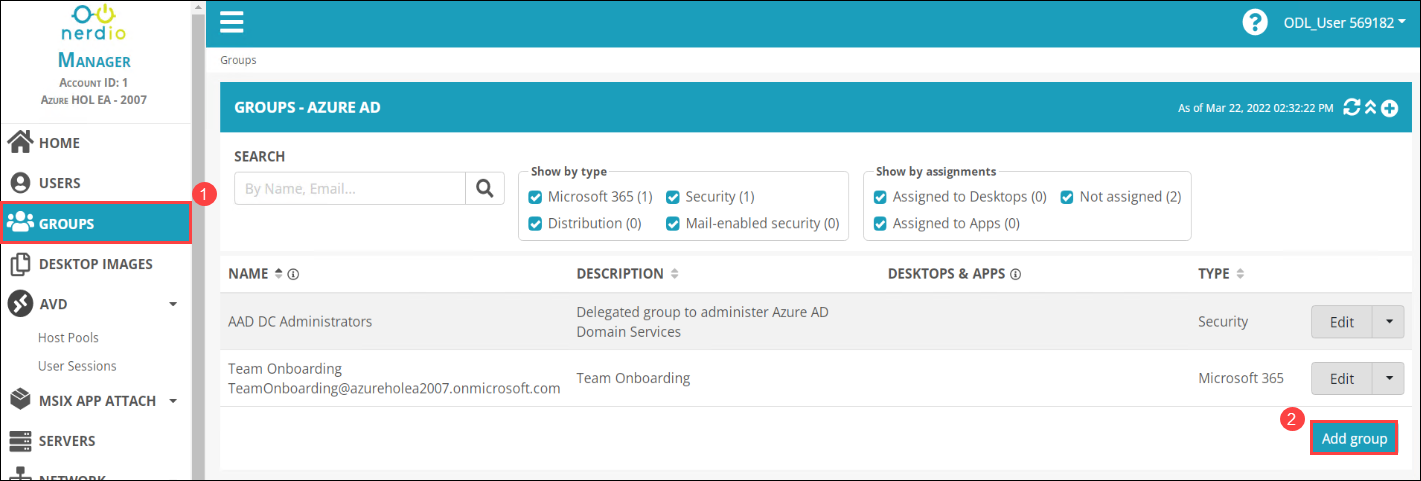 nerdio
MANAGER
ACCOUNT ID: 1
AZURE HOL EA - 2007
HOME
USERS
1
GROUPS
DESKTOP IMAGES
AVD
Host Pools
User Sessions
MSIX APP ATTACH
SERVERS
NETWORK
? ODL_User 569182
Groups
GROUPS - AZURE AD As of Mar 22, 2022 02:32:22 PM
SEARCH
By Name, Email...
Show by type
Microsoft 365 (1) Security (1)
Distribution (0) Mail-enabled security (0)
Show by assignments
Assigned to Desktops (0) Not assigned (2)
Assigned to Apps (0)
NAME DESCRIPTION DESKTOPS & APPS TYPE
AAD DC Administrators
Delegated group to administer Azure AD
Domain Services
Security Edit
Team Onboarding
TeamOnboarding@azureholea2007.onmicrosoft.com
Team Onboarding Microsoft 365 Edit
2
Add group